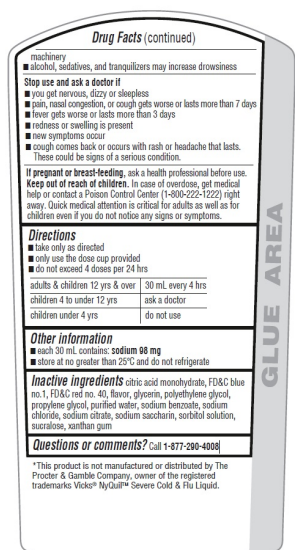 Drug Facts (continued)
machinery
■ alcohol, sedatives, and tranquilizers may increase drowsiness
Stop use and ask a doctor if
■ you get nervous, dizzy or sleepless
■ pain, nasal congestion, or cough gets worse or lasts more than 7 days
■ fever gets worse or lasts more than 3 days
■ redness or swelling is present
■ new symptoms occur
■ cough comes back or occurs with rash or headache that lasts.
These could be signs of a serious condition.
If pregnant or breast-feeding, ask a health professional before use.
Keep out of reach of children. In case of overdose, get medical
help or contact a Poison Control Center (1-800-222-1222) right
away. Quick medical attention is critical for adults as well as for
children even if you do not notice any signs or symptoms.
Directions
■ take only as directed
■ only use the dose cup provided
■ do not exceed 4 doses per 24 hrs
adults & children 12 yrs & over 30 mL every 4 hrs
children 4 to under 12 yrs ask a doctor
children under 4 yrs do not use
Other information
■ each 30 mL contains: sodium 98 mg
■ store at no greater than 25°C and do not refrigerate
Inactive ingredients citric acid monohydrate, FD&C blue
no.1, FD&C red no. 40, flavor, glycerin, polyethylene glycol,
propylene glycol, purified water, sodium benzoate, sodium
chloride, sodium citrate, sodium saccharin, sorbitol solution,
sucralose, xanthan gum
Questions or comments? Call 1-877-290-4008
*This product is not manufactured or distributed by The
Procter & Gamble Company, owner of the registered
trademarks Vicks® NyQuil™ Severe Cold & Flu Liquid.
GLUE AREA